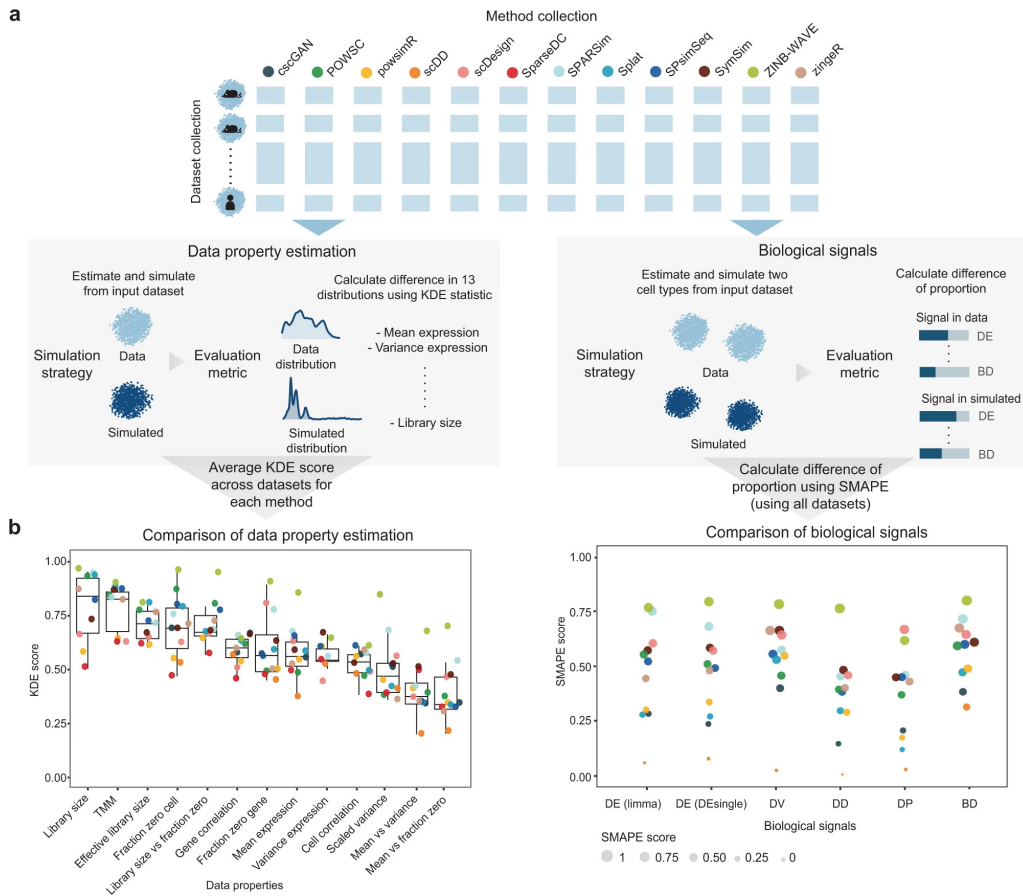 a
Method collection
cscGAN
POWSC
powsimR
scDD
scDesign
SparseDC
SPARSim
Splat
SPsimSeq
SymSim
ZINB-WAVE
zingeR
Dataset collection
Data property estimation
Estimate and simulate
from input dataset
Simulation
strategy
Data
Simulated
Evaluation
metric
Calculate difference in 13
distributions using KDE statistic
Data
distribution
Simulated
distribution
- Mean expression
- Variance expression
- Library size
Average KDE score
across datasets for
each method
Biological signals
Estimate and simulate two
cell types from input dataset
Simulation
strategy
Data
Simulated
Evaluation
metric
Calculate difference
of proportion
Signal in data
DE
BD
Signal in simulated
DE
BD
Calculate difference of
proportion using SMAPE
(using all datasets)
b
Comparison of data property estimation
KDE score
1.00
0.75
0.50
0.25
0.00
Library size
TMM
Effective library size
Fraction zero cell
Library size vs fraction zero
Gene correlation
Fraction zero gene
Mean expression
Variance expression
Cell correlation
Scaled variance
Mean vs variance
Mean vs fraction zero
Data properties
Comparison of biological signals
SMAPE score
1.00
0.75
0.50
0.25
0.00
DE (limma)
DE (DEsingle)
DV
DD
DP
BD
Biological signals
SMAPE score
1
0.75
0.50
0.25
0